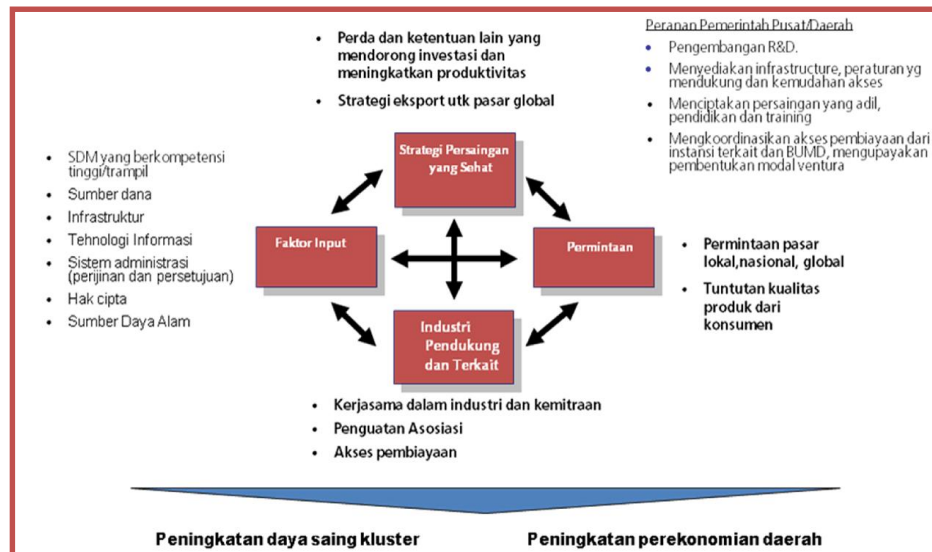 Peranan Pemerintah Pusat/Daerah
• Pengembangan R&D.
• Menyediakan infrastructure, peraturan yg
mendukung dan kemudahan akses
• Menciptakan persaingan yang adil,
pendidikan dan training
• Mengkoordinasikan akses pembiayaan dari
instansi terkait dan BUMD, mengupayakan
pembentukan modal ventura
• Perda dan ketentuan lain yang
mendorong investasi dan
meningkatkan produktivitas
• Strategi eksport utk pasar global
Strategi Persaingan
yang Sehat
• SDM yang berkompetensi
tinggi/trampil
• Sumber dana
• Infrastruktur
• Tehnologi Informasi
• Sistem administrasi
(perijinan dan persetujuan)
• Hak cipta
• Sumber Daya Alam
Faktor Input
Permintaan
• Permintaan pasar
lokal,nasional, global
• Tuntutan kualitas
produk dari
konsumen
Industri
Pendukung
dan Terkait
• Kerjasama dalam industri dan kemitraan
• Penguatan Asosiasi
• Akses pembiayaan
Peningkatan daya saing kluster
Peningkatan perekonomian daerah